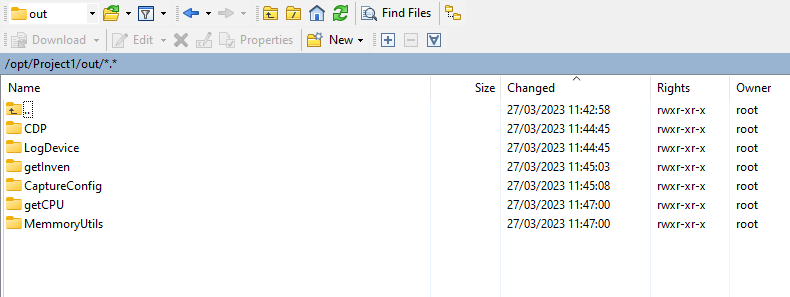 out Find Files
Download Edit Properties New
/opt/Project1/out/*.*
Name Size Changed Rights Owner
.. 27/03/2023 11:42:58 rwxr-xr-x root
CDP 27/03/2023 11:44:45 rwxr-xr-x root
LogDevice 27/03/2023 11:44:45 rwxr-xr-x root
getInven 27/03/2023 11:45:03 rwxr-xr-x root
CaptureConfig 27/03/2023 11:45:08 rwxr-xr-x root
getCPU 27/03/2023 11:47:00 rwxr-xr-x root
MemmoryUtils 27/03/2023 11:47:00 rwxr-xr-x root